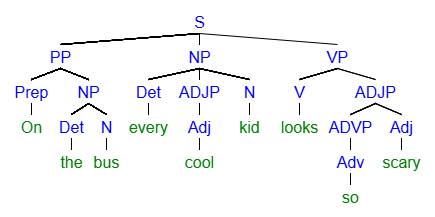 S
PP NP VP
Prep NP Det ADJP N V ADJP
On Det N every Adj kid looks ADVP Adj
the bus cool Adv scary
so